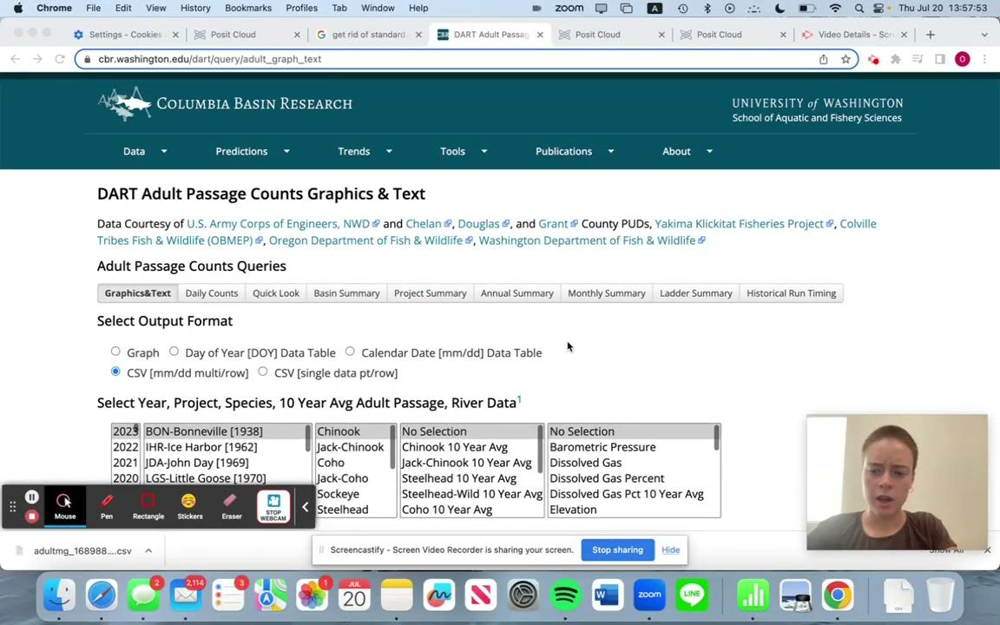 Chrome File Edit View History Bookmarks Profiles Tab Window Help zoom A Thu Jul 20 13:57:53
Settings - Cookies Posit Cloud get rid of standard DART Adult Passag Posit Cloud Posit Cloud Video Details - Scre
cbr.washington.edu/dart/query/adult_graph_text O
COLUMBIA BASIN RESEARCH
UNIVERSITY of WASHINGTON
School of Aquatic and Fishery Sciences
Data Predictions Trends Tools Publications About
DART Adult Passage Counts Graphics & Text
Data Courtesy of U.S. Army Corps of Engineers, NWD and Chelan, Douglas, and Grant County PUDs, Yakima Klickitat Fisheries Project, Colville
Tribes Fish & Wildlife (OBMEP), Oregon Department of Fish & Wildlife, Washington Department of Fish & Wildlife
Adult Passage Counts Queries
Graphics&Text Daily Counts Quick Look Basin Summary Project Summary Annual Summary Monthly Summary Ladder Summary Historical Run Timing
Select Output Format
Graph Day of Year [DOY] Data Table Calendar Date [mm/dd] Data Table
CSV [mm/dd multi/row] CSV [single data pt/row]
Select Year, Project, Species, 10 Year Avg Adult Passage, River Data1
2023 BON-Bonneville [1938] Chinook No Selection No Selection
2022 IHR-Ice Harbor [1962] Jack-Chinook Chinook 10 Year Avg Barometric Pressure
2021 JDA-John Day [1969] Coho Jack-Chinook 10 Year Avg Dissolved Gas
2020 LGS-Little Goose [1970] Jack-Coho Steelhead 10 Year Avg Dissolved Gas Percent
Sockeye Steelhead-Wild 10 Year Avg Dissolved Gas Pct 10 Year Avg
Steelhead Coho 10 Year Avg Elevation
Mouse Pen Rectangle Stickers Eraser STOP WEBCAM
adultmg_168988....csv
Screencastify - Screen Video Recorder is sharing your screen. Stop sharing Hide
2 2,114 3 1 JUL 20 N W zoom LINE CSV